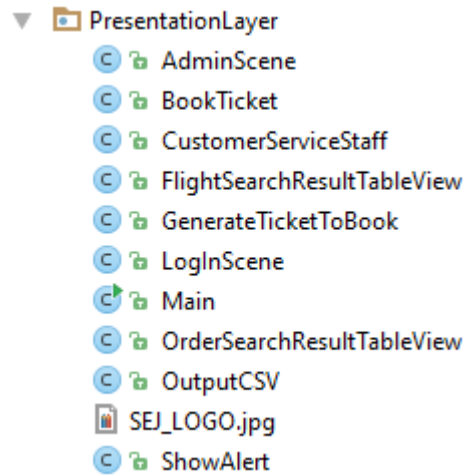 PresentationLayer
AdminScene
BookTicket
CustomerServiceStaff
FlightSearchResultTableView
GenerateTicketToBook
LogInScene
Main
OrderSearchResultTableView
OutputCSV
SEJ_LOGO.jpg
ShowAlert